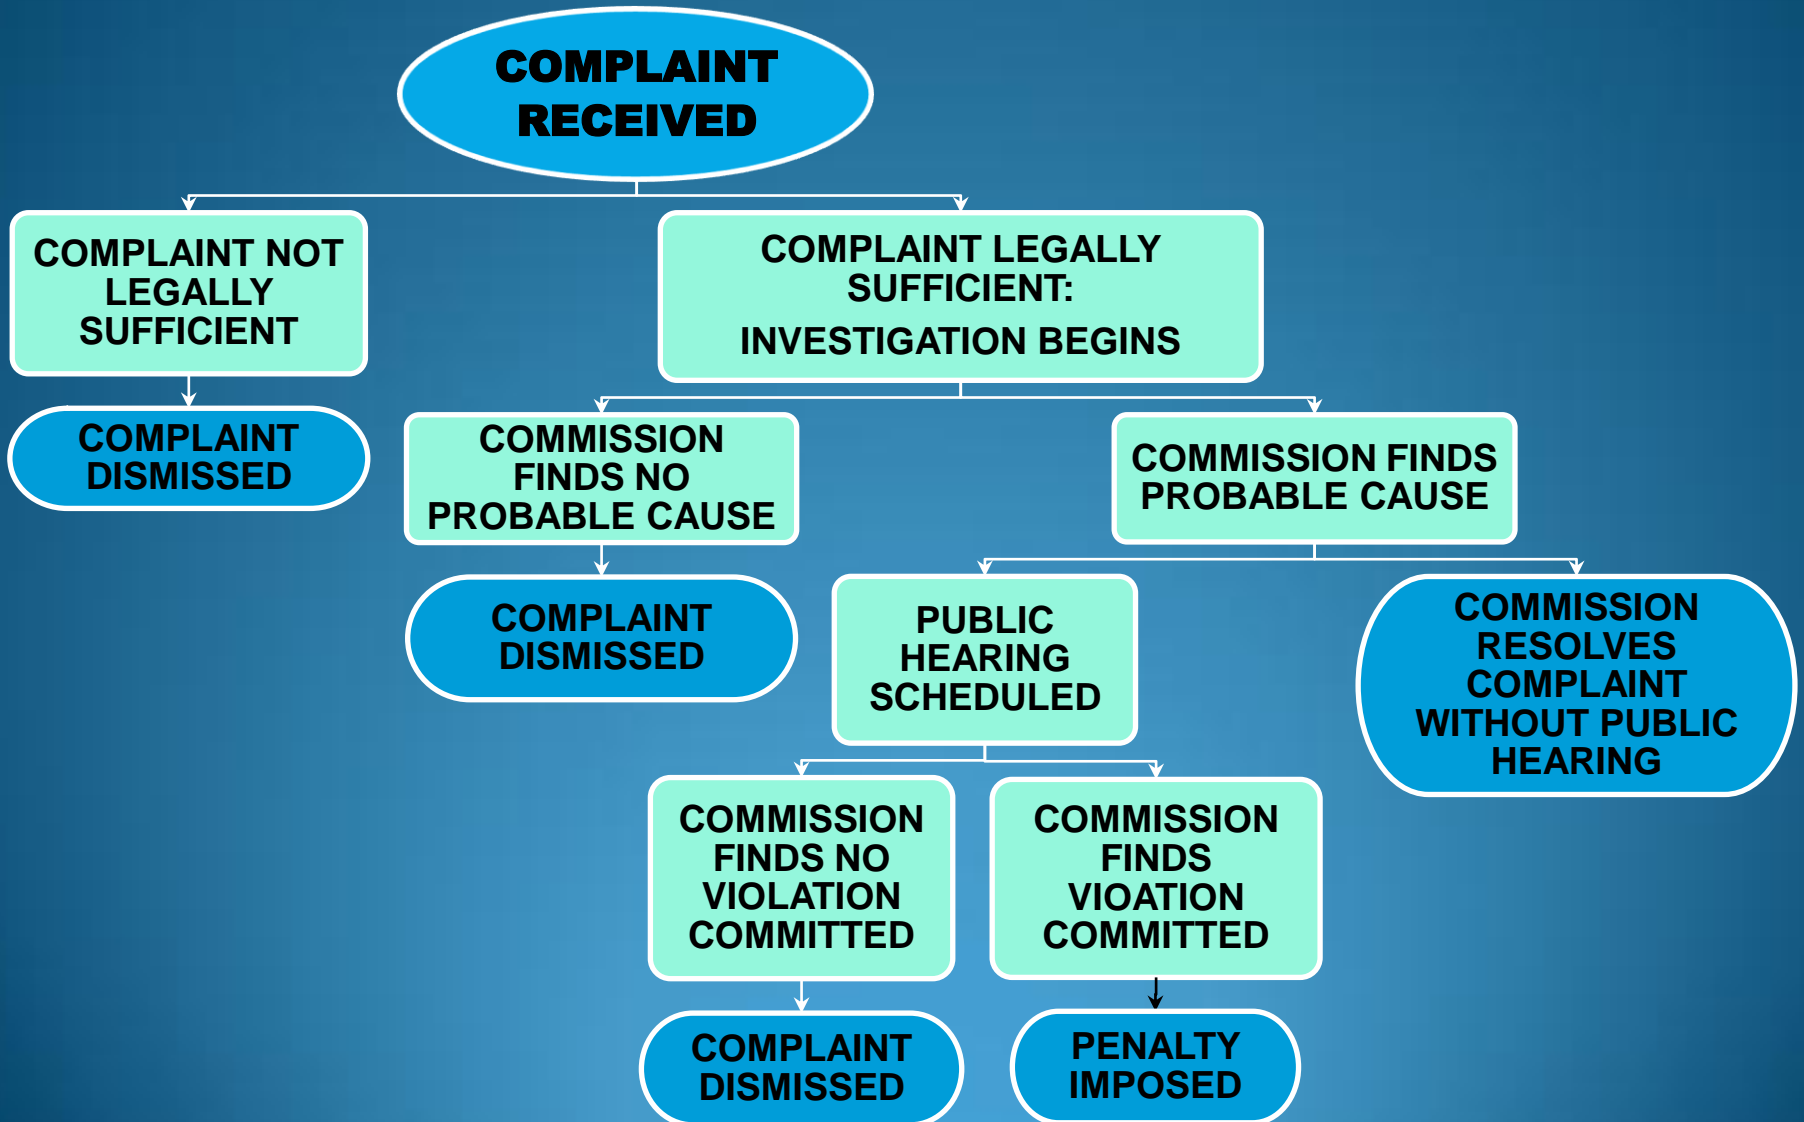 COMPLAINT
RECEIVED
COMPLAINT NOT
LEGALLY
SUFFICIENT
COMPLAINT LEGALLY
SUFFICIENT:
INVESTIGATION BEGINS
COMPLAINT
DISMISSED
COMMISSION
FINDS NO
PROBABLE CAUSE
COMMISSION FINDS
PROBABLE CAUSE
COMPLAINT
DISMISSED
PUBLIC
HEARING
SCHEDULED
COMMISSION
RESOLVES
COMPLAINT
WITHOUT PUBLIC
HEARING
COMMISSION
FINDS NO
VIOLATION
COMMITTED
COMMISSION
FINDS
VIOATION
COMMITTED
COMPLAINT
DISMISSED
PENALTY
IMPOSED